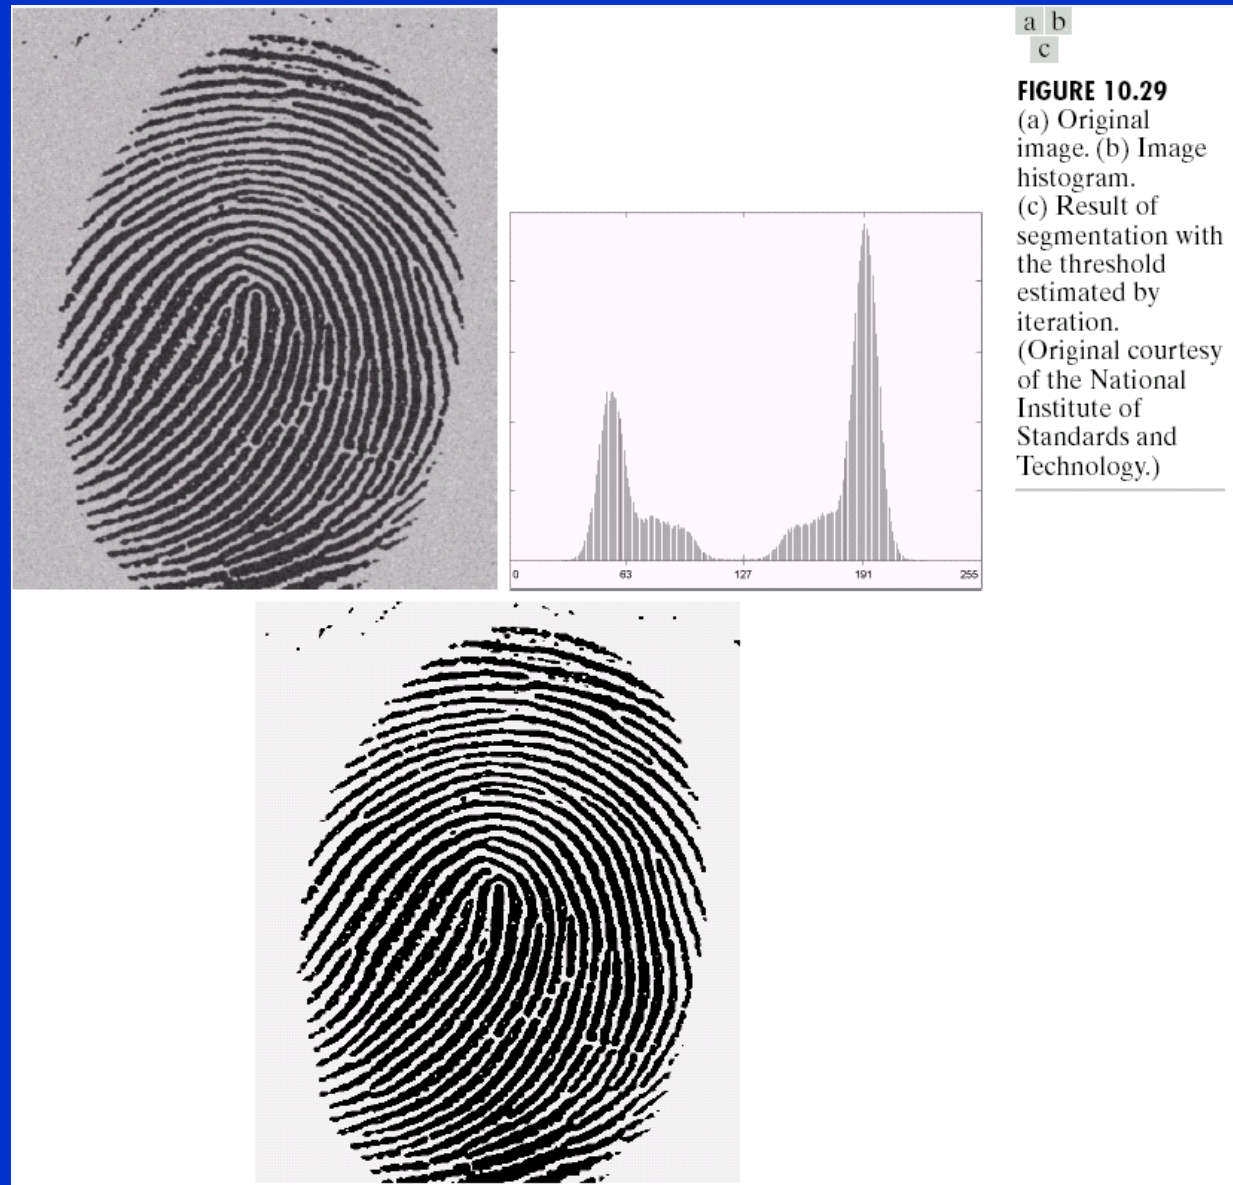 a b
c
FIGURE 10.29
(a) Original
image. (b) Image
histogram.
(c) Result of
segmentation with
the threshold
estimated by
iteration.
(Original courtesy
of the National
Institute of
Standards and
Technology.)
0 63 127 191 255